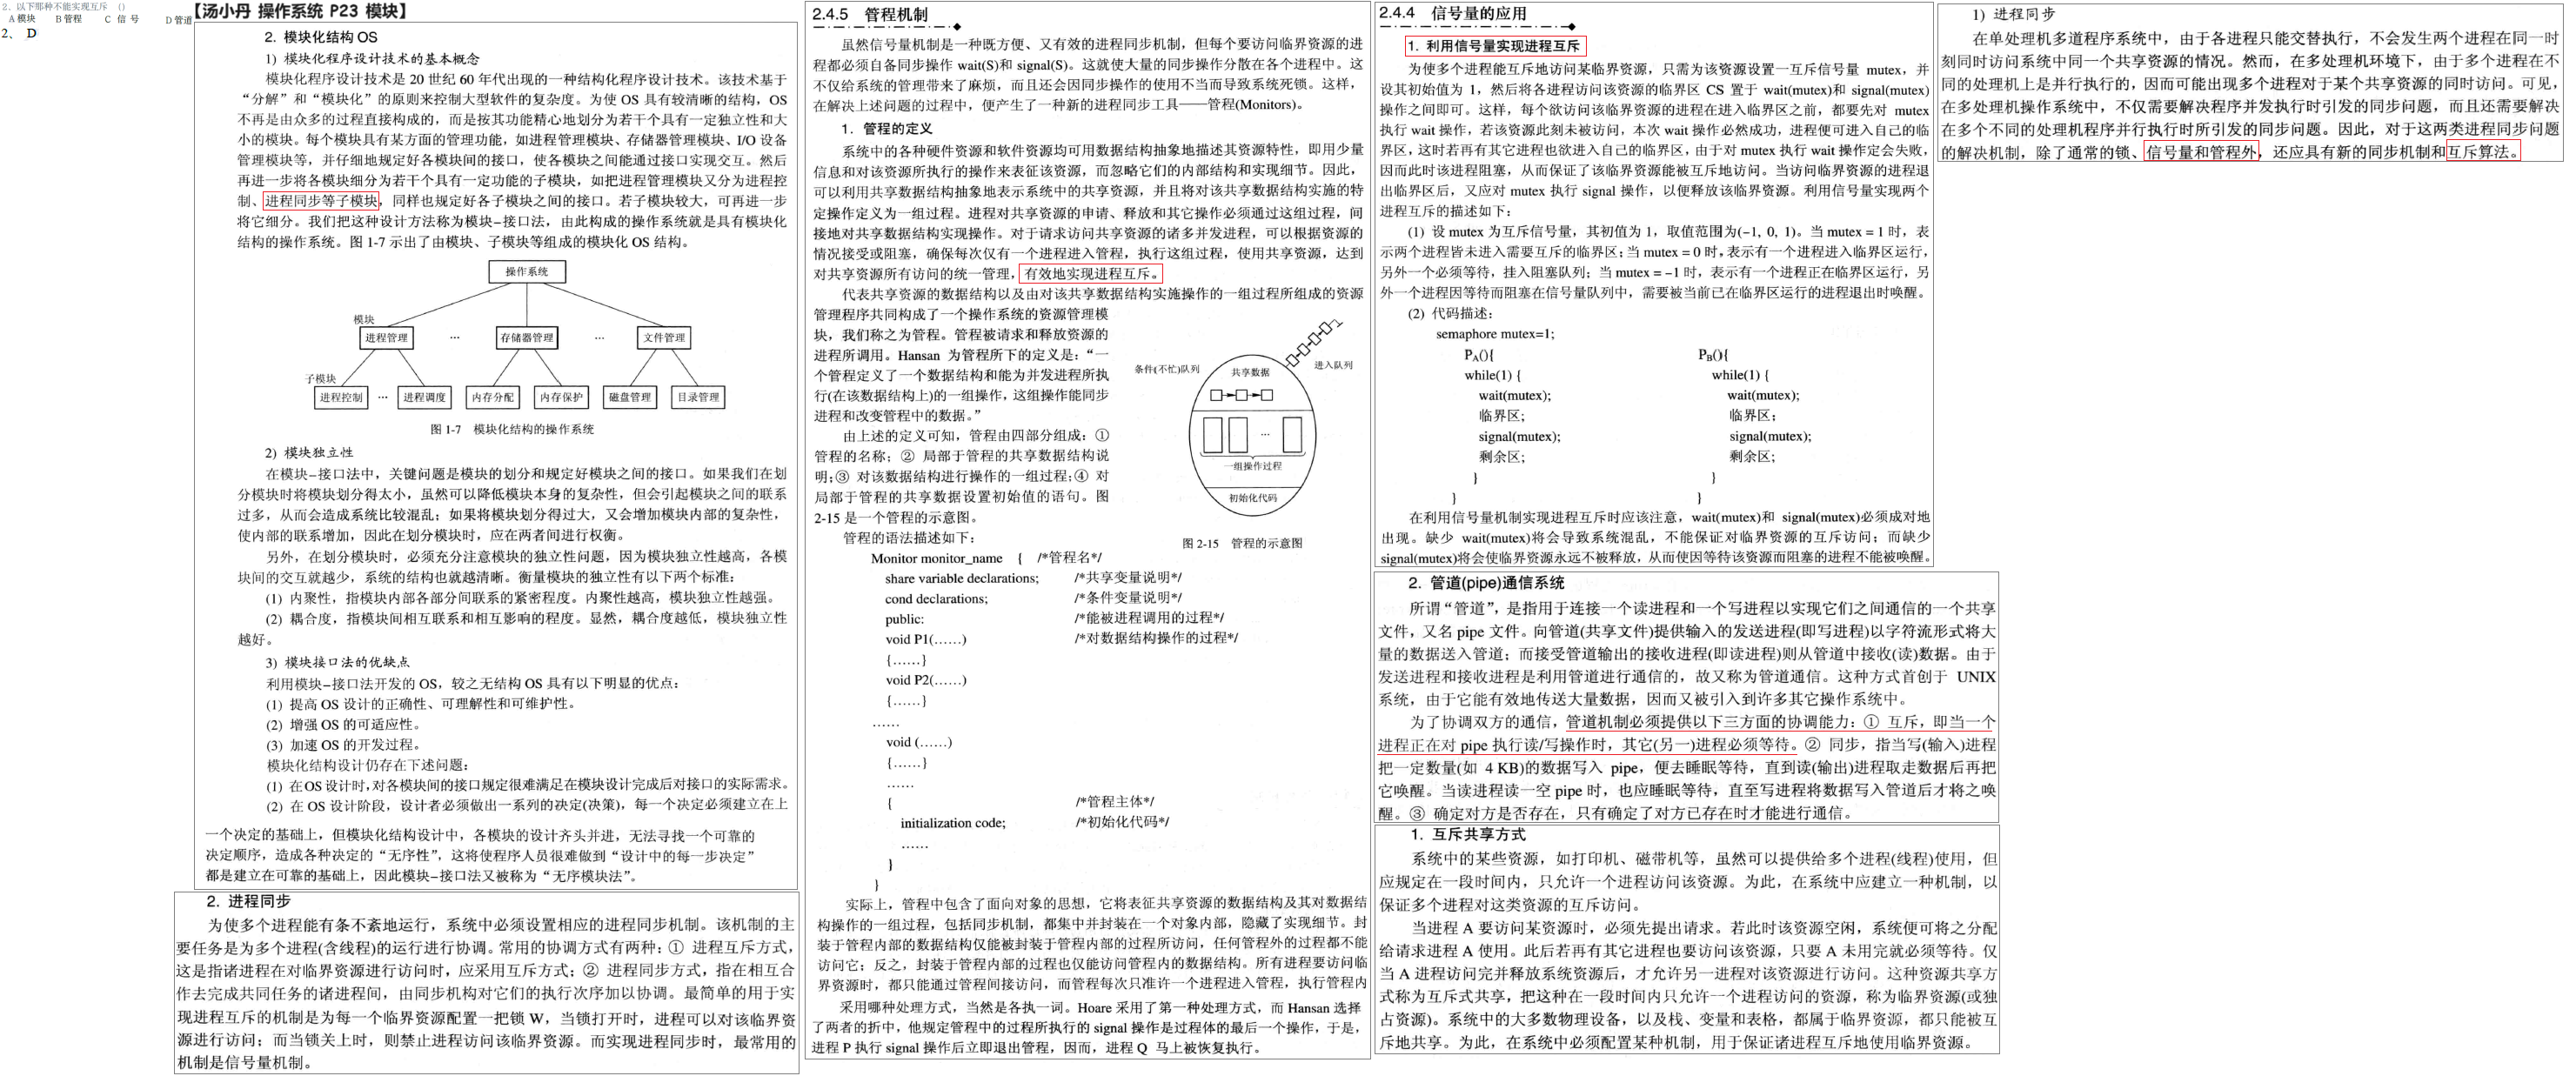 2、以下那种不能实现互斥 （）
A模块 B管程 C 信 号 D管道
2、 D
【汤小丹 操作系统 P23 模块】
2. 模块化结构OS
1) 模块化程序设计技术的基本概念
模块化程序设计技术是 20 世纪 60 年代出现的一种结构化程序设计技术。该技术基于
“分解”和“模块化”的原则来控制大型软件的复杂度。为使 OS 具有较清晰的结构，OS
不再是由众多的过程直接构成的，而是按其功能精心地划分为若干个具有一定独立性和大
小的模块。每个模块具有某方面的管理功能，如进程管理模块、存储器管理模块、I/O 设备
管理模块等，并仔细地规定好各模块间的接口，使各模块之间能通过接口实现交互。然后
再进一步将各模块细分为若干个具有一定功能的子模块，如把进程管理模块又分为进程控
制、进程同步等子模块，同样也规定好各子模块之间的接口。若子模块较大，可再进一步
将它细分。我们把这种设计方法称为模块-接口法，由此构成的操作系统就是具有模块化
结构的操作系统。图 1-7 示出了由模块、子模块等组成的模块化 OS 结构。
操作系统
模块
进程管理 … 存储器管理 … 文件管理
子模块
进程控制 … 进程调度 内存分配 内存保护 磁盘管理 目录管理
图 1-7 模块化结构的操作系统
2) 模块独立性
在模块-接口法中，关键问题是模块的划分和规定好模块之间的接口。如果我们在划
分模块时将模块划分得太小，虽然可以降低模块本身的复杂性，但会引起模块之间的联系
过多，从而会造成系统比较混乱；如果将模块划分得过大，又会增加模块内部的复杂性，
使内部的联系增加，因此在划分模块时，应在两者间进行权衡。
另外，在划分模块时，必须充分注意模块的独立性问题，因为模块独立性越高，各模
块间的交互就越少，系统的结构也就越清晰。衡量模块的独立性有以下两个标准：
(1) 内聚性，指模块内部各部分间联系的紧密程度。内聚性越高，模块独立性越强。
(2) 耦合度，指模块间相互联系和相互影响的程度。显然，耦合度越低，模块独立性
越好。
3) 模块接口法的优缺点
利用模块-接口法开发的 OS，较之无结构 OS 具有以下明显的优点：
(1) 提高 OS 设计的正确性、可理解性和可维护性。
(2) 增强 OS 的可适应性。
(3) 加速 OS 的开发过程。
模块化结构设计仍存在下述问题：
(1) 在OS设计时，对各模块间的接口规定很难满足在模块设计完成后对接口的实际需求。
(2) 在 OS 设计阶段，设计者必须做出一系列的决定(决策)，每一个决定必须建立在上
一个决定的基础上，但模块化结构设计中，各模块的设计齐头并进，无法寻找一个可靠的
决定顺序，造成各种决定的“无序性”，这将使程序人员很难做到“设计中的每一步决定”
都是建立在可靠的基础上，因此模块-接口法又被称为“无序模块法”。
2. 进程同步
为使多个进程能有条不紊地运行，系统中必须设置相应的进程同步机制。该机制的主
要任务是为多个进程(含线程)的运行进行协调。常用的协调方式有两种：① 进程互斥方式，
这是指诸进程在对临界资源进行访问时，应采用互斥方式；② 进程同步方式，指在相互合
作去完成共同任务的诸进程间，由同步机构对它们的执行次序加以协调。最简单的用于实
现进程互斥的机制是为每一个临界资源配置一把锁 W，当锁打开时，进程可以对该临界资
源进行访问；而当锁关上时，则禁止进程访问该临界资源。而实现进程同步时，最常用的
机制是信号量机制。
2.4.5 管程机制
虽然信号量机制是一种既方便、又有效的进程同步机制，但每个要访问临界资源的进
程都必须自备同步操作 wait(S)和 signal(S)。这就使大量的同步操作分散在各个进程中。这
不仅给系统的管理带来了麻烦，而且还会因同步操作的使用不当而导致系统死锁。这样，
在解决上述问题的过程中，便产生了一种新的进程同步工具——管程(Monitors)。
1. 管程的定义
系统中的各种硬件资源和软件资源均可用数据结构抽象地描述其资源特性，即用少量
信息和对该资源所执行的操作来表征该资源，而忽略它们的内部结构和实现细节。因此，
可以利用共享数据结构抽象地表示系统中的共享资源，并且将对该共享数据结构实施的特
定操作定义为一组过程。进程对共享资源的申请、释放和其它操作必须通过这组过程，间
接地对共享数据结构实现操作。对于请求访问共享资源的诸多并发进程，可以根据资源的
情况接受或阻塞，确保每次仅有一个进程进入管程，执行这组过程，使用共享资源，达到
对共享资源所有访问的统一管理，有效地实现进程互斥。
代表共享资源的数据结构以及由对该共享数据结构实施操作的一组过程所组成的资源
管理程序共同构成了一个操作系统的资源管理模
块，我们称之为管程。管程被请求和释放资源的
进程所调用。Hansan 为管程所下的定义是：“一
个管程定义了一个数据结构和能为并发进程所执
行(在该数据结构上)的一组操作，这组操作能同步
进程和改变管程中的数据。”
由上述的定义可知，管程由四部分组成：①
管程的名称；② 局部于管程的共享数据结构说
明；③ 对该数据结构进行操作的一组过程；④ 对
局部于管程的共享数据设置初始值的语句。图
2-15 是一个管程的示意图。
条件(不忙)队列
共享数据
进入队列
…
一组操作过程
初始化代码
图 2-15 管程的示意图
管程的语法描述如下：
Monitor monitor_name { /*管程名*/
share variable declarations; /*共享变量说明*/
cond declarations; /*条件变量说明*/
public: /*能被进程调用的过程*/
void P1(……) /*对数据结构操作的过程*/
{……}
void P2(……)
{……}
……
void (……)
{……}
……
{ /*管程主体*/
initialization code; /*初始化代码*/
……
}
}
实际上，管程中包含了面向对象的思想，它将表征共享资源的数据结构及其对数据结
构操作的一组过程，包括同步机制，都集中并封装在一个对象内部，隐藏了实现细节。封
装于管程内部的数据结构仅能被封装于管程内部的过程所访问，任何管程外的过程都不能
访问它；反之，封装于管程内部的过程也仅能访问管程内的数据结构。所有进程要访问临
界资源时，都只能通过管程间接访问，而管程每次只准许一个进程进入管程，执行管程内
采用哪种处理方式，当然是各执一词。Hoare 采用了第一种处理方式，而 Hansan 选择
了两者的折中，他规定管程中的过程所执行的 signal 操作是过程体的最后一个操作，于是，
进程 P 执行 signal 操作后立即退出管程，因而，进程 Q 马上被恢复执行。
2.4.4 信号量的应用
1. 利用信号量实现进程互斥
为使多个进程能互斥地访问某临界资源，只需为该资源设置一互斥信号量 mutex，并
设其初始值为 1，然后将各进程访问该资源的临界区 CS 置于 wait(mutex)和 signal(mutex)
操作之间即可。这样，每个欲访问该临界资源的进程在进入临界区之前，都要先对 mutex
执行 wait 操作，若该资源此刻未被访问，本次 wait 操作必然成功，进程便可进入自己的临
界区，这时若再有其它进程也欲进入自己的临界区，由于对 mutex 执行 wait 操作定会失败，
因而此时该进程阻塞，从而保证了该临界资源能被互斥地访问。当访问临界资源的进程退
出临界区后，又应对 mutex 执行 signal 操作，以便释放该临界资源。利用信号量实现两个
进程互斥的描述如下：
(1) 设 mutex 为互斥信号量，其初值为 1，取值范围为(-1, 0, 1)。当 mutex = 1 时，表
示两个进程皆未进入需要互斥的临界区；当 mutex = 0 时，表示有一个进程进入临界区运行，
另外一个必须等待，挂入阻塞队列；当 mutex = -1 时，表示有一个进程正在临界区运行，另
外一个进程因等待而阻塞在信号量队列中，需要被当前已在临界区运行的进程退出时唤醒。
(2) 代码描述：
semaphore mutex=1;
PA(){ PB(){
while(1) { while(1) {
wait(mutex); wait(mutex);
临界区; 临界区；
signal(mutex); signal(mutex);
剩余区; 剩余区；
} }
} }
在利用信号量机制实现进程互斥时应该注意，wait(mutex)和 signal(mutex)必须成对地
出现。缺少 wait(mutex)将会导致系统混乱，不能保证对临界资源的互斥访问；而缺少
signal(mutex)将会使临界资源永远不被释放，从而使因等待该资源而阻塞的进程不能被唤醒。
2. 管道(pipe)通信系统
所谓“管道”，是指用于连接一个读进程和一个写进程以实现它们之间通信的一个共享
文件，又名 pipe 文件。向管道(共享文件)提供输入的发送进程(即写进程)以字符流形式将大
量的数据送入管道；而接受管道输出的接收进程(即读进程)则从管道中接收(读)数据。由于
发送进程和接收进程是利用管道进行通信的，故又称为管道通信。这种方式首创于 UNIX
系统，由于它能有效地传送大量数据，因而又被引入到许多其它操作系统中。
为了协调双方的通信，管道机制必须提供以下三方面的协调能力：① 互斥，即当一个
进程正在对 pipe 执行读/写操作时，其它(另一)进程必须等待。② 同步，指当写(输入)进程
把一定数量(如 4 KB)的数据写入 pipe，便去睡眠等待，直到读(输出)进程取走数据后再把
它唤醒。当读进程读一空 pipe 时，也应睡眠等待，直至写进程将数据写入管道后才将之唤
醒。③ 确定对方是否存在，只有确定了对方已存在时才能进行通信。
1. 互斥共享方式
系统中的某些资源，如打印机、磁带机等，虽然可以提供给多个进程(线程)使用，但
应规定在一段时间内，只允许一个进程访问该资源。为此，在系统中应建立一种机制，以
保证多个进程对这类资源的互斥访问。
当进程 A 要访问某资源时，必须先提出请求。若此时该资源空闲，系统便可将之分配
给请求进程 A 使用。此后若再有其它进程也要访问该资源，只要 A 未用完就必须等待。仅
当 A 进程访问完并释放系统资源后，才允许另一进程对该资源进行访问。这种资源共享方
式称为互斥式共享，把这种在一段时间内只允许一个进程访问的资源，称为临界资源(或独
占资源)。系统中的大多数物理设备，以及栈、变量和表格，都属于临界资源，都只能被互
斥地共享。为此，在系统中必须配置某种机制，用于保证诸进程互斥地使用临界资源。
1) 进程同步
在单处理机多道程序系统中，由于各进程只能交替执行，不会发生两个进程在同一时
刻同时访问系统中同一个共享资源的情况。然而，在多处理机环境下，由于多个进程在不
同的处理机上是并行执行的，因而可能出现多个进程对于某个共享资源的同时访问。可见，
在多处理机操作系统中，不仅需要解决程序并发执行时引发的同步问题，而且还需要解决
在多个不同的处理机程序并行执行时所引发的同步问题。因此，对于这两类进程同步问题
的解决机制，除了通常的锁、信号量和管程外，还应具有新的同步机制和互斥算法。